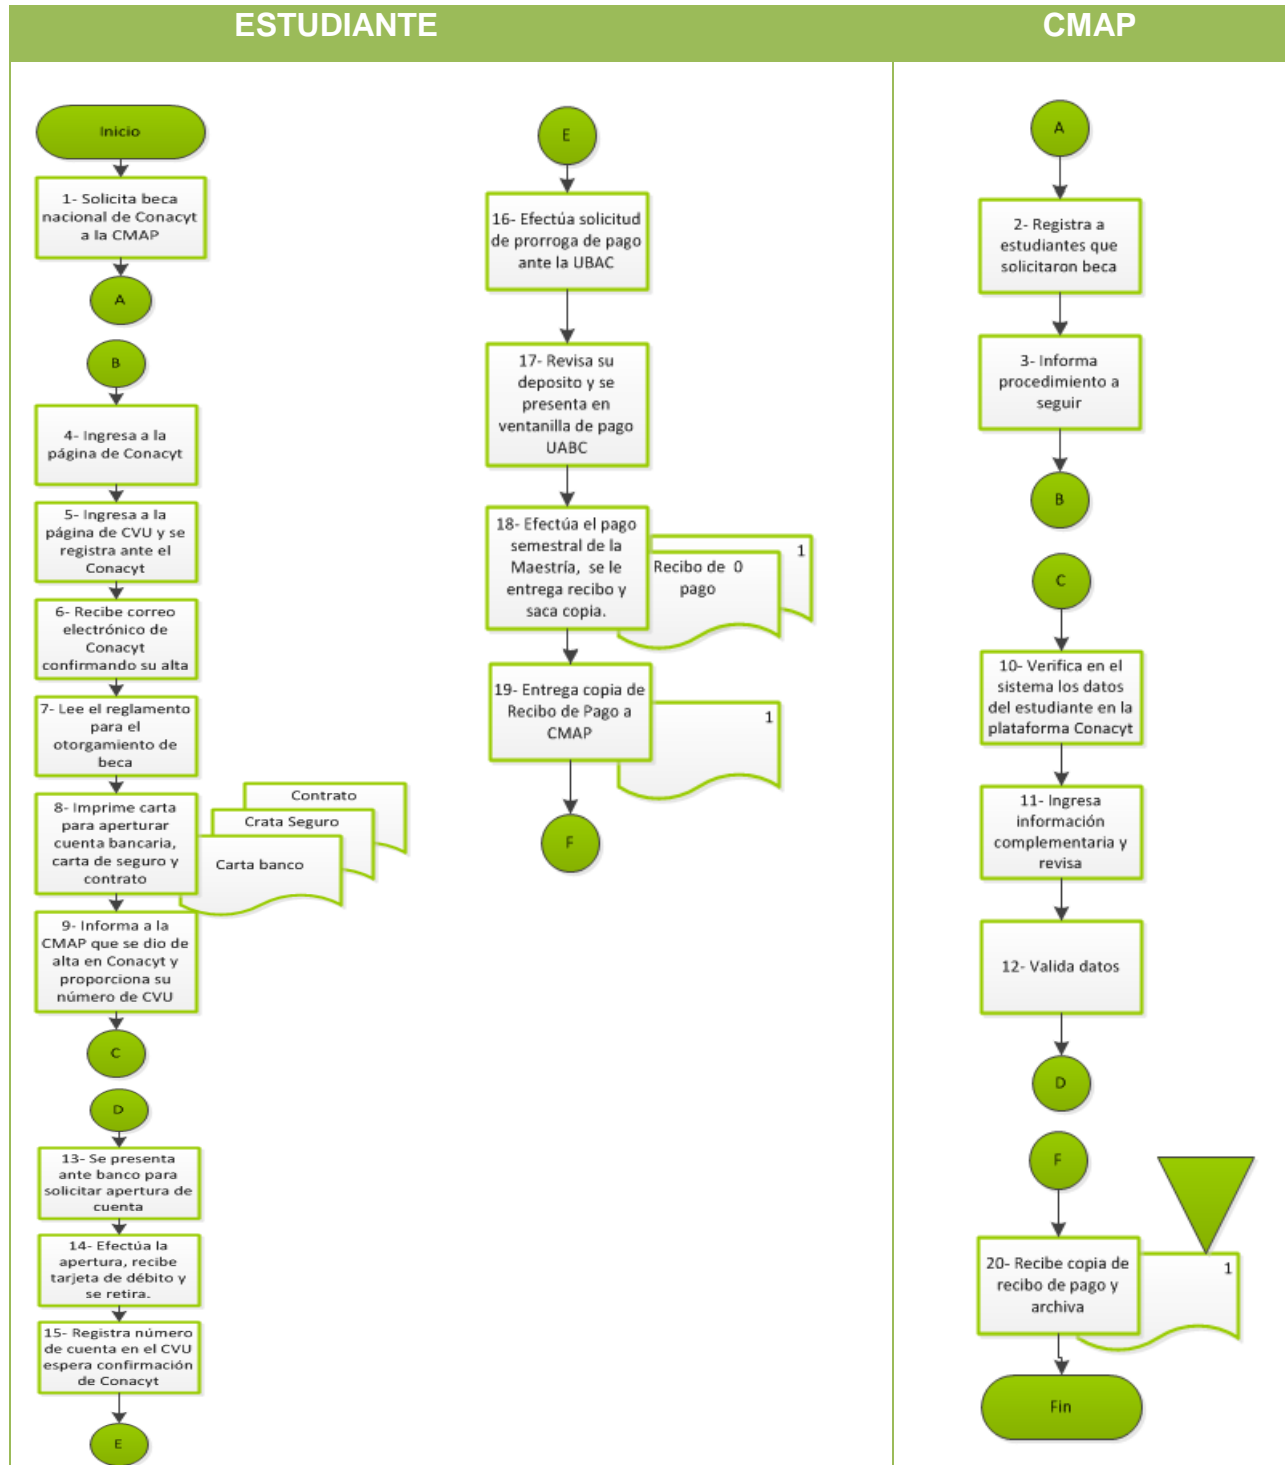 ESTUDIANTE
CMAP
Inicio
1- Solicita beca
nacional de Conacyt
a la CMAP
A
B
4- Ingresa a la
página de Conacyt
5- Ingresa a la
página de CVU y se
registra ante el
Conacyt
6- Recibe correo
electrónico de
Conacyt
confirmando su alta
7- Lee el reglamento
para el
otorgamiento de
beca
8- Imprime carta
para aperturar
cuenta bancaria,
carta de seguro y
contrato
Contrato
Crata Seguro
Carta banco
9- Informa a la
CMAP que se dio de
alta en Conacyt y
proporciona su
número de CVU
C
D
13- Se presenta
ante banco para
solicitar apertura de
cuenta
14- Efectúa la
apertura, recibe
tarjeta de débito y
se retira.
15- Registra número
de cuenta en el CVU
espera confirmación
de Conacyt
E
E
16- Efectúa solicitud
de prorroga de pago
ante la UBAC
17- Revisa su
deposito y se
presenta en
ventanilla de pago
UABC
18- Efectúa el pago
semestral de la
Maestría, se le
entrega recibo y
saca copia.
1
Recibo de 0
pago
19- Entrega copia de
Recibo de Pago a
CMAP
1
F
A
2- Registra a
estudiantes que
solicitaron beca
3- Informa
procedimiento a
seguir
B
C
10- Verifica en el
sistema los datos
del estudiante en la
plataforma Conacyt
11- Ingresa
información
complementaria y
revisa
12- Valida datos
D
F
20- Recibe copia de
recibo de pago y
archiva
1
Fin